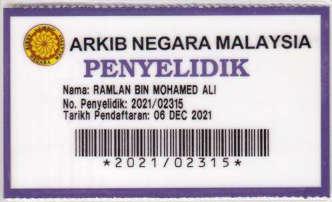 ARKIB NEGARA MALAYSIA
PENYELIDIK
Nama: RAMLAN BIN MOHAMED ALI
No. Penyelidik: 2021/02315
Tarikh Pendaftaran: 06 DEC 2021
*2021/02315*